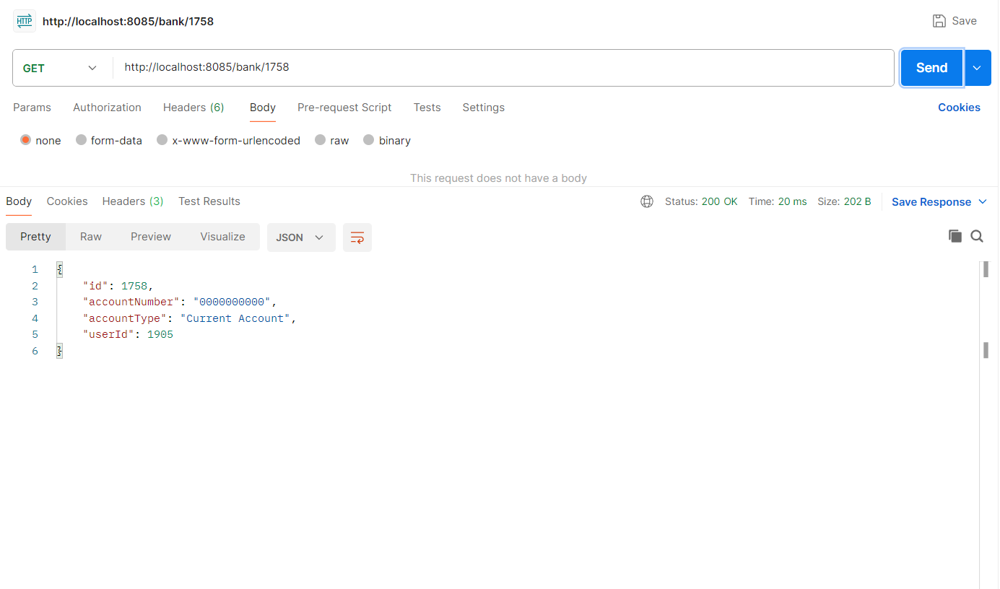 HTTP http://localhost:8085/bank/1758 Save
GET http://localhost:8085/bank/1758 Send
Params Authorization Headers (6) Body Pre-request Script Tests Settings Cookies
none form-data x-www-form-urlencoded raw binary
This request does not have a body
Body Cookies Headers (3) Test Results Status: 200 OK Time: 20 ms Size: 202 B Save Response
Pretty Raw Preview Visualize JSON
1 {
2 "id": 1758,
3 "accountNumber": "0000000000",
4 "accountType": "Current Account",
5 "userId": 1905
6 }